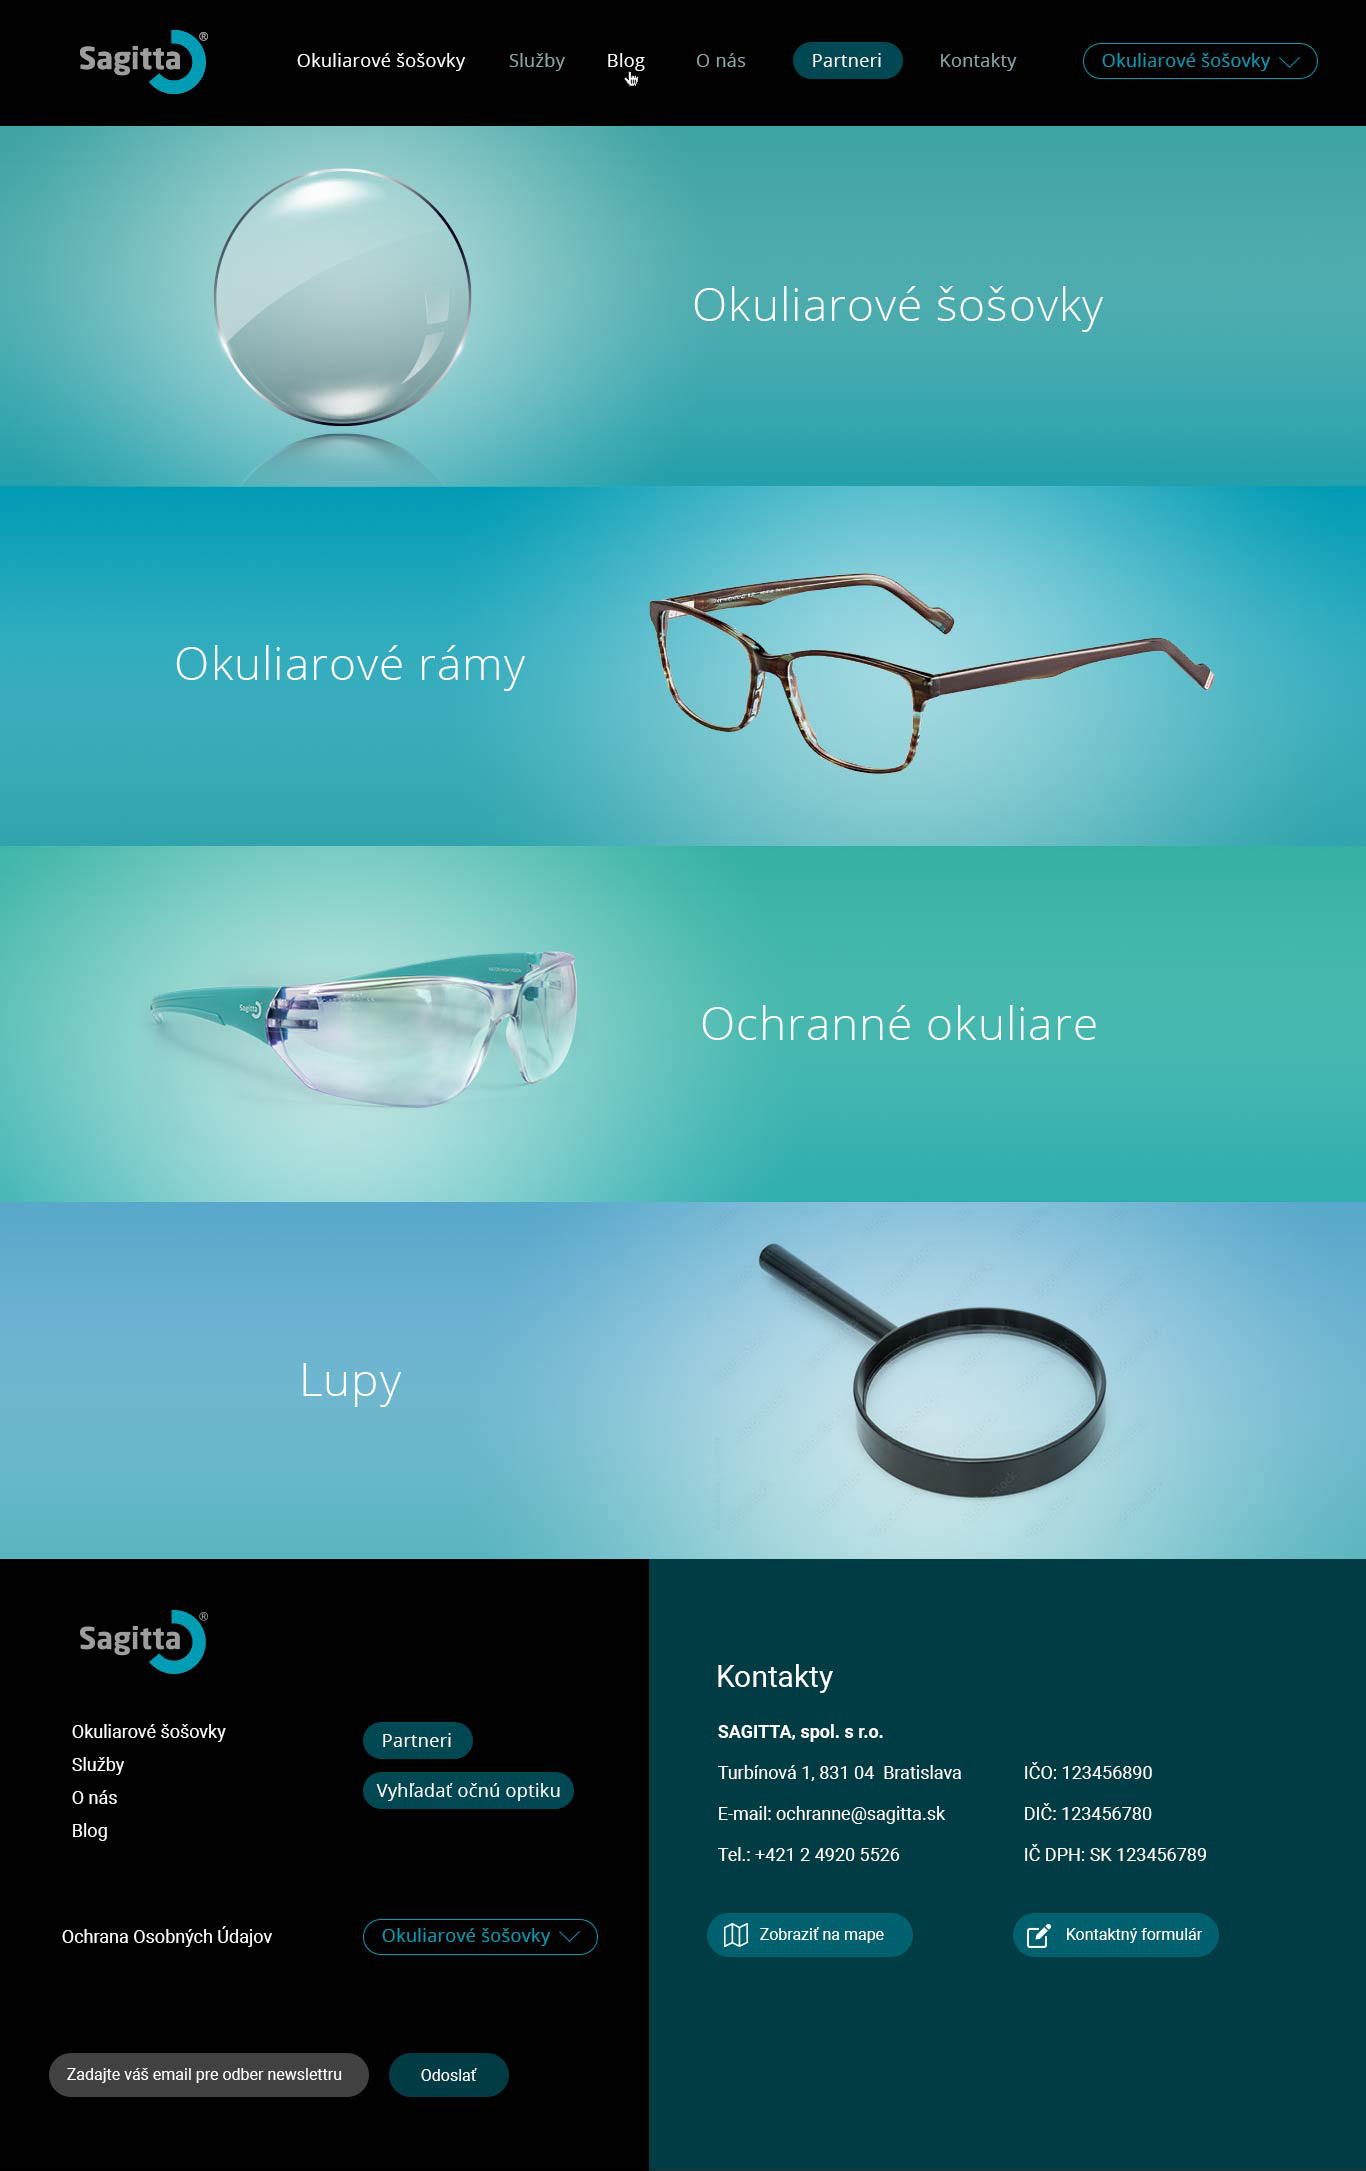 Sagitta®
Okuliarové šošovky
Služby
Blog
O nás
Partneri
Kontakty
Okuliarové šošovky
Okuliarové šošovky
Okuliarové rámy
Sagitta
Ochranné okuliare
Lupy
Sagitta®
Okuliarové šošovky
Služby
O nás
Blog
Partneri
Vyhľadať očnú optiku
Ochrana Osobných Údajov
Okuliarové šošovky
Zadajte váš email pre odber newslettru
Odoslať
Kontakty
SAGITTA, spol. s r.o.
Turbínová 1, 831 04  Bratislava
E-mail: ochranne@sagitta.sk
Tel.: +421 2 4920 5526
IČO: 123456890
DIČ: 123456780
IČ DPH: SK 123456789
Zobraziť na mape
Kontaktný formulár